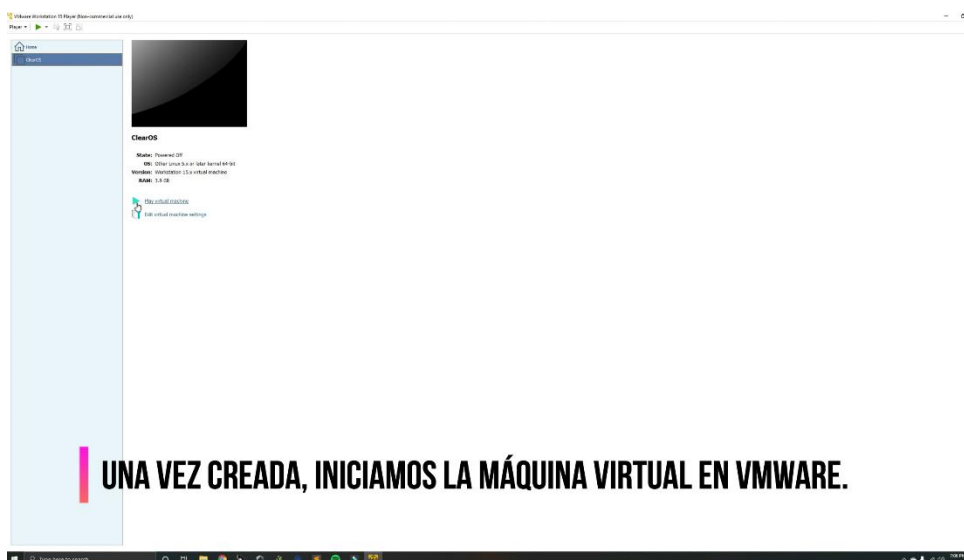 VMware Workstation 15 Player (Non-commercial use only)
Player
Home
ClearOS
ClearOS
State: Powered Off
OS: Other Linux 5.x or later kernel 64-bit
Version: Workstation 15.x virtual machine
RAM: 3.8 GB
Play virtual machine
Edit virtual machine settings
UNA VEZ CREADA, INICIAMOS LA MÁQUINA VIRTUAL EN VMWARE.
Type here to search